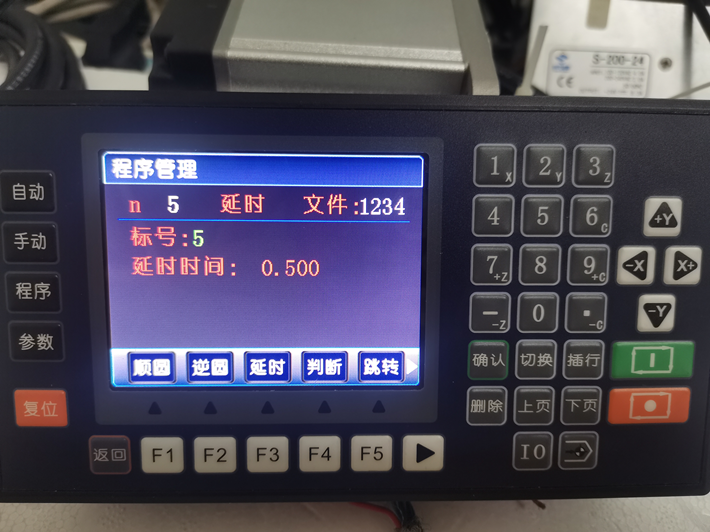 S-200-24
CE
程序管理
n 5 延时 文件:1234
标号:5
延时时间: 0.500
顺圆 逆圆 延时 判断 跳转
自动
手动
程序
参数
复位
返回 F1 F2 F3 F4 F5
1X 2Y 3Z
4 5 6C
7+Z 8 9+C
—-Z 0 .-C
确认 切换 插行
删除 上页 下页
IO
+Y
-X X+
-Y